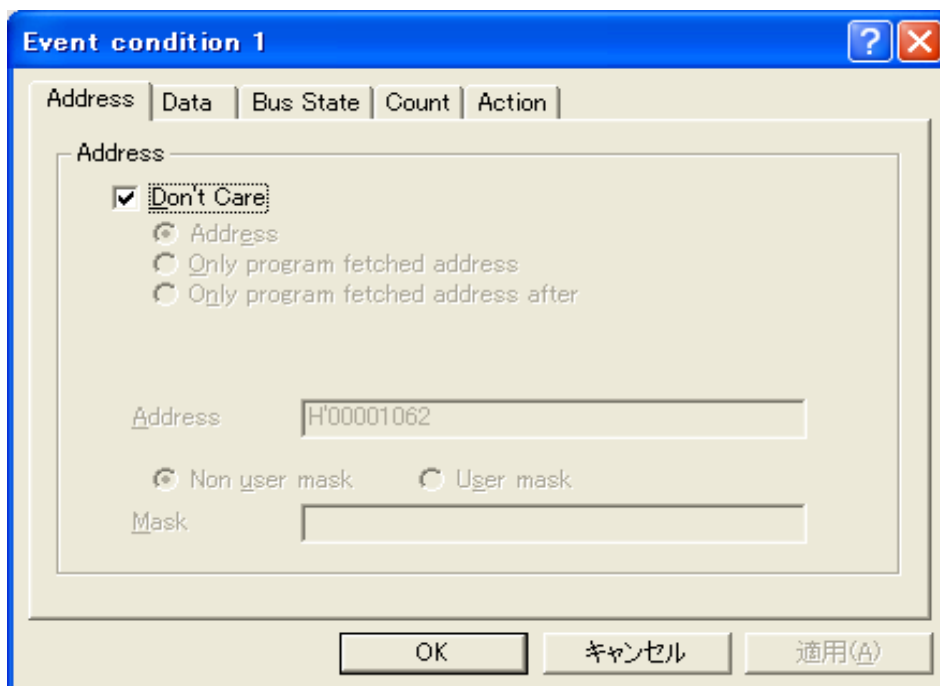 Event condition 1
Address Data Bus State Count Action
Address
Don't Care
Address
Only program fetched address
Only program fetched address after
Address H'00001062
Non user mask User mask
Mask
OK キャンセル 適用(A)